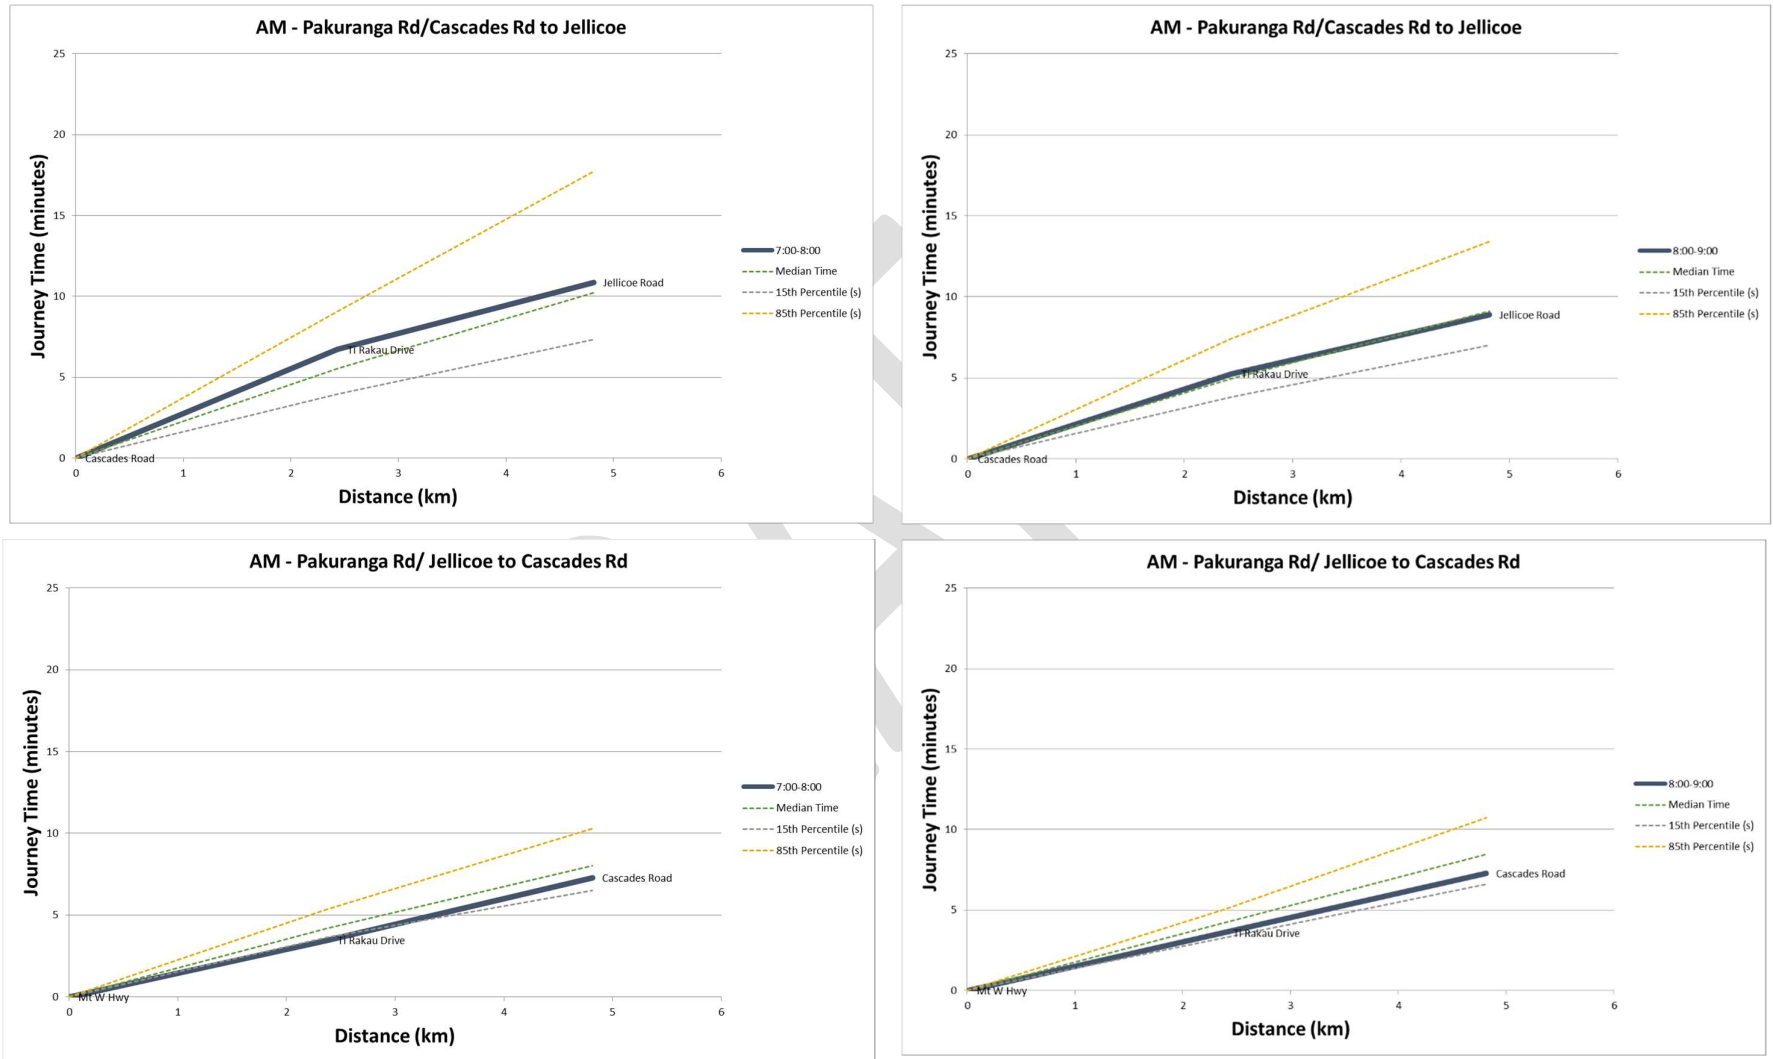 AM - Pakuranga Rd/Cascades Rd to Jellicoe
25
20
15
10
5
0
Journey Time (minutes)
0 1 2 3 4 5 6
Distance (km)
Cascades Road
Ti Rakau Drive
Jellicoe Road
7:00-8:00
Median Time
15th Percentile (s)
85th Percentile (s)
AM - Pakuranga Rd/Cascades Rd to Jellicoe
25
20
15
10
5
0
Journey Time (minutes)
0 1 2 3 4 5 6
Distance (km)
Cascades Road
Ti Rakau Drive
Jellicoe Road
8:00-9:00
Median Time
15th Percentile (s)
85th Percentile (s)
AM - Pakuranga Rd/ Jellicoe to Cascades Rd
25
20
15
10
5
0
Journey Time (minutes)
0 1 2 3 4 5 6
Distance (km)
Mt W Hwy
Ti Rakau Drive
Cascades Road
7:00-8:00
Median Time
15th Percentile (s)
85th Percentile (s)
AM - Pakuranga Rd/ Jellicoe to Cascades Rd
25
20
15
10
5
0
Journey Time (minutes)
0 1 2 3 4 5 6
Distance (km)
Mt W Hwy
Ti Rakau Drive
Cascades Road
8:00-9:00
Median Time
15th Percentile (s)
85th Percentile (s)